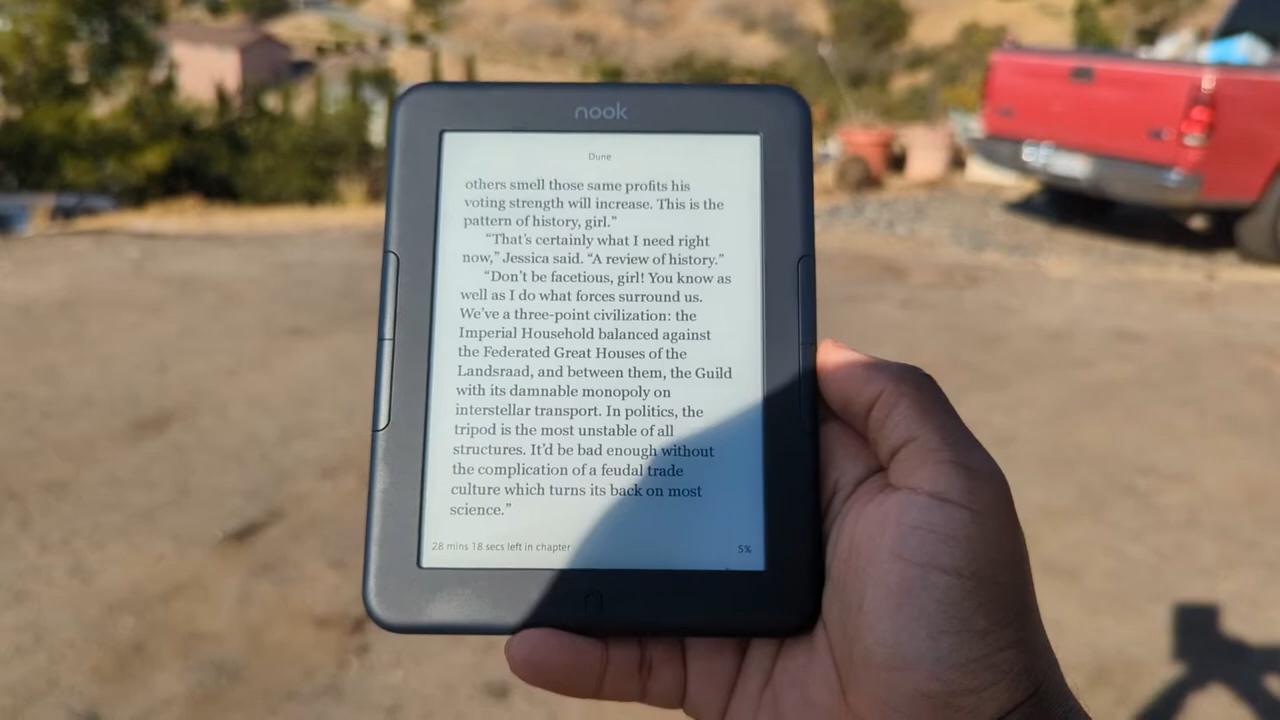 nook
Dune
others smell those same profits his
voting strength will increase. This is the
pattern of history, girl.”
“That’s certainly what I need right
now,” Jessica said. “A review of history.”
“Don’t be facetious, girl! You know as
well as I do what forces surround us.
We’ve a three-point civilization: the
Imperial Household balanced against
the Federated Great Houses of the
Landsraad, and between them, the Guild
with its damnable monopoly on
interstellar transport. In politics, the
tripod is the most unstable of all
structures. It’d be bad enough without
the complication of a feudal trade
culture which turns its back on most
science.”
28 mins 18 secs left in chapter
5%